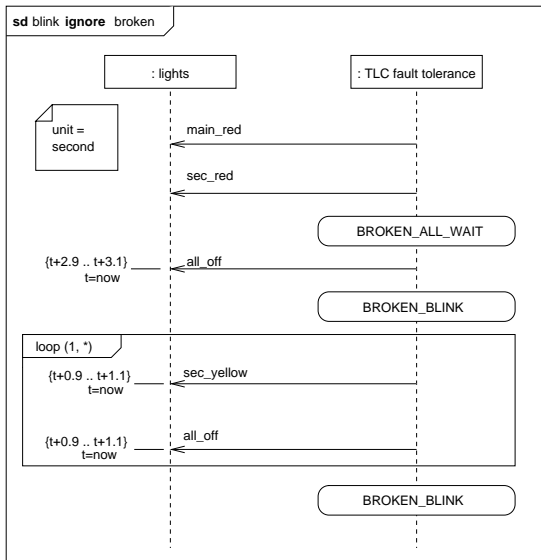 sd blink ignore broken
: lights
: TLC fault tolerance
unit =
second
main_red
sec_red
BROKEN_ALL_WAIT
{t+2.9 .. t+3.1}
t=now
all_off
BROKEN_BLINK
loop (1, *)
{t+0.9 .. t+1.1}
t=now
sec_yellow
{t+0.9 .. t+1.1}
t=now
all_off
BROKEN_BLINK